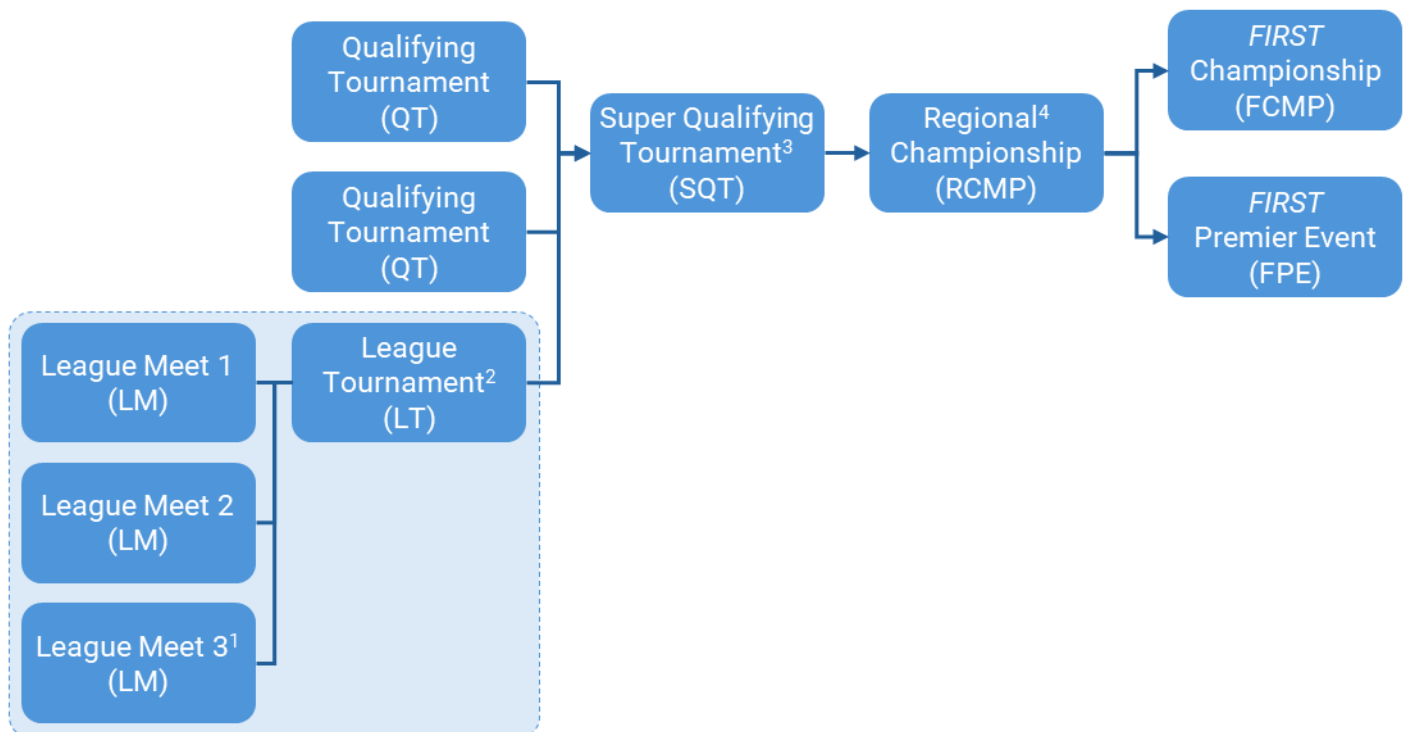 Qualifying
Tournament
(QT)
Qualifying
Tournament
(QT)
League Meet 1
(LM)
League
Tournament²
(LT)
League Meet 2
(LM)
League Meet 3¹
(LM)
Super Qualifying
Tournament³
(SQT)
Regional⁴
Championship
(RCMP)
FIRST
Championship
(FCMP)
FIRST
Premier Event
(FPE)